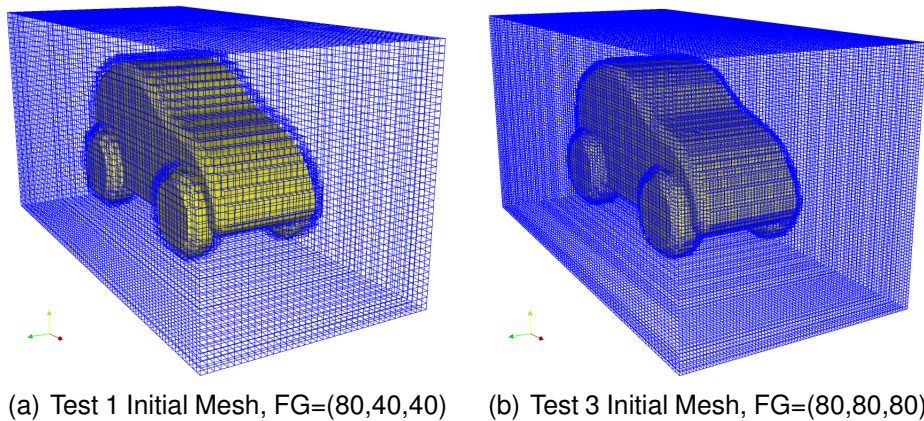 (a) Test 1 Initial Mesh, FG=(80,40,40)
(b) Test 3 Initial Mesh, FG=(80,80,80)